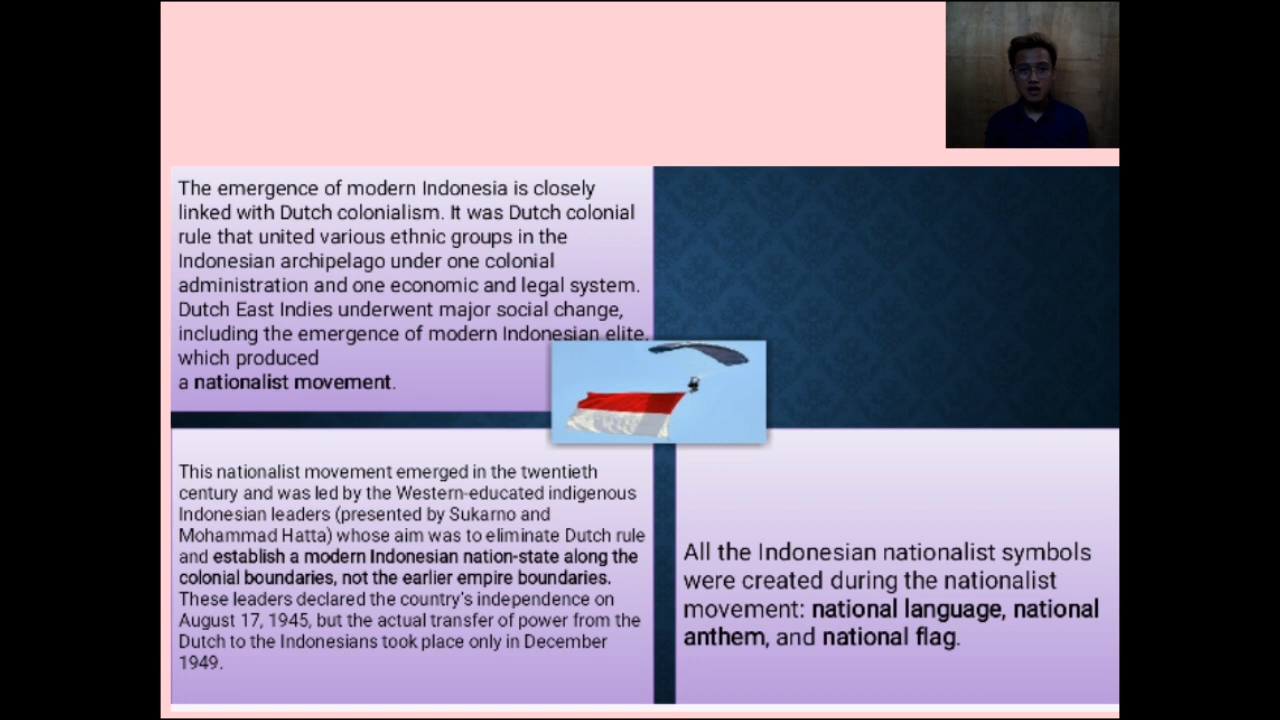 The emergence of modern Indonesia is closely
linked with Dutch colonialism. It was Dutch colonial
rule that united various ethnic groups in the
Indonesian archipelago under one colonial
administration and one economic and legal system.
Dutch East Indies underwent major social change,
including the emergence of modern Indonesian elite,
which produced
a nationalist movement.
This nationalist movement emerged in the twentieth
century and was led by the Western-educated indigenous
Indonesian leaders (presented by Sukarno and
Mohammad Hatta) whose aim was to eliminate Dutch rule
and establish a modern Indonesian nation-state along the
colonial boundaries, not the earlier empire boundaries.
These leaders declared the country's independence on
August 17, 1945, but the actual transfer of power from the
Dutch to the Indonesians took place only in December
1949.
All the Indonesian nationalist symbols
were created during the nationalist
movement: national language, national
anthem, and national flag.